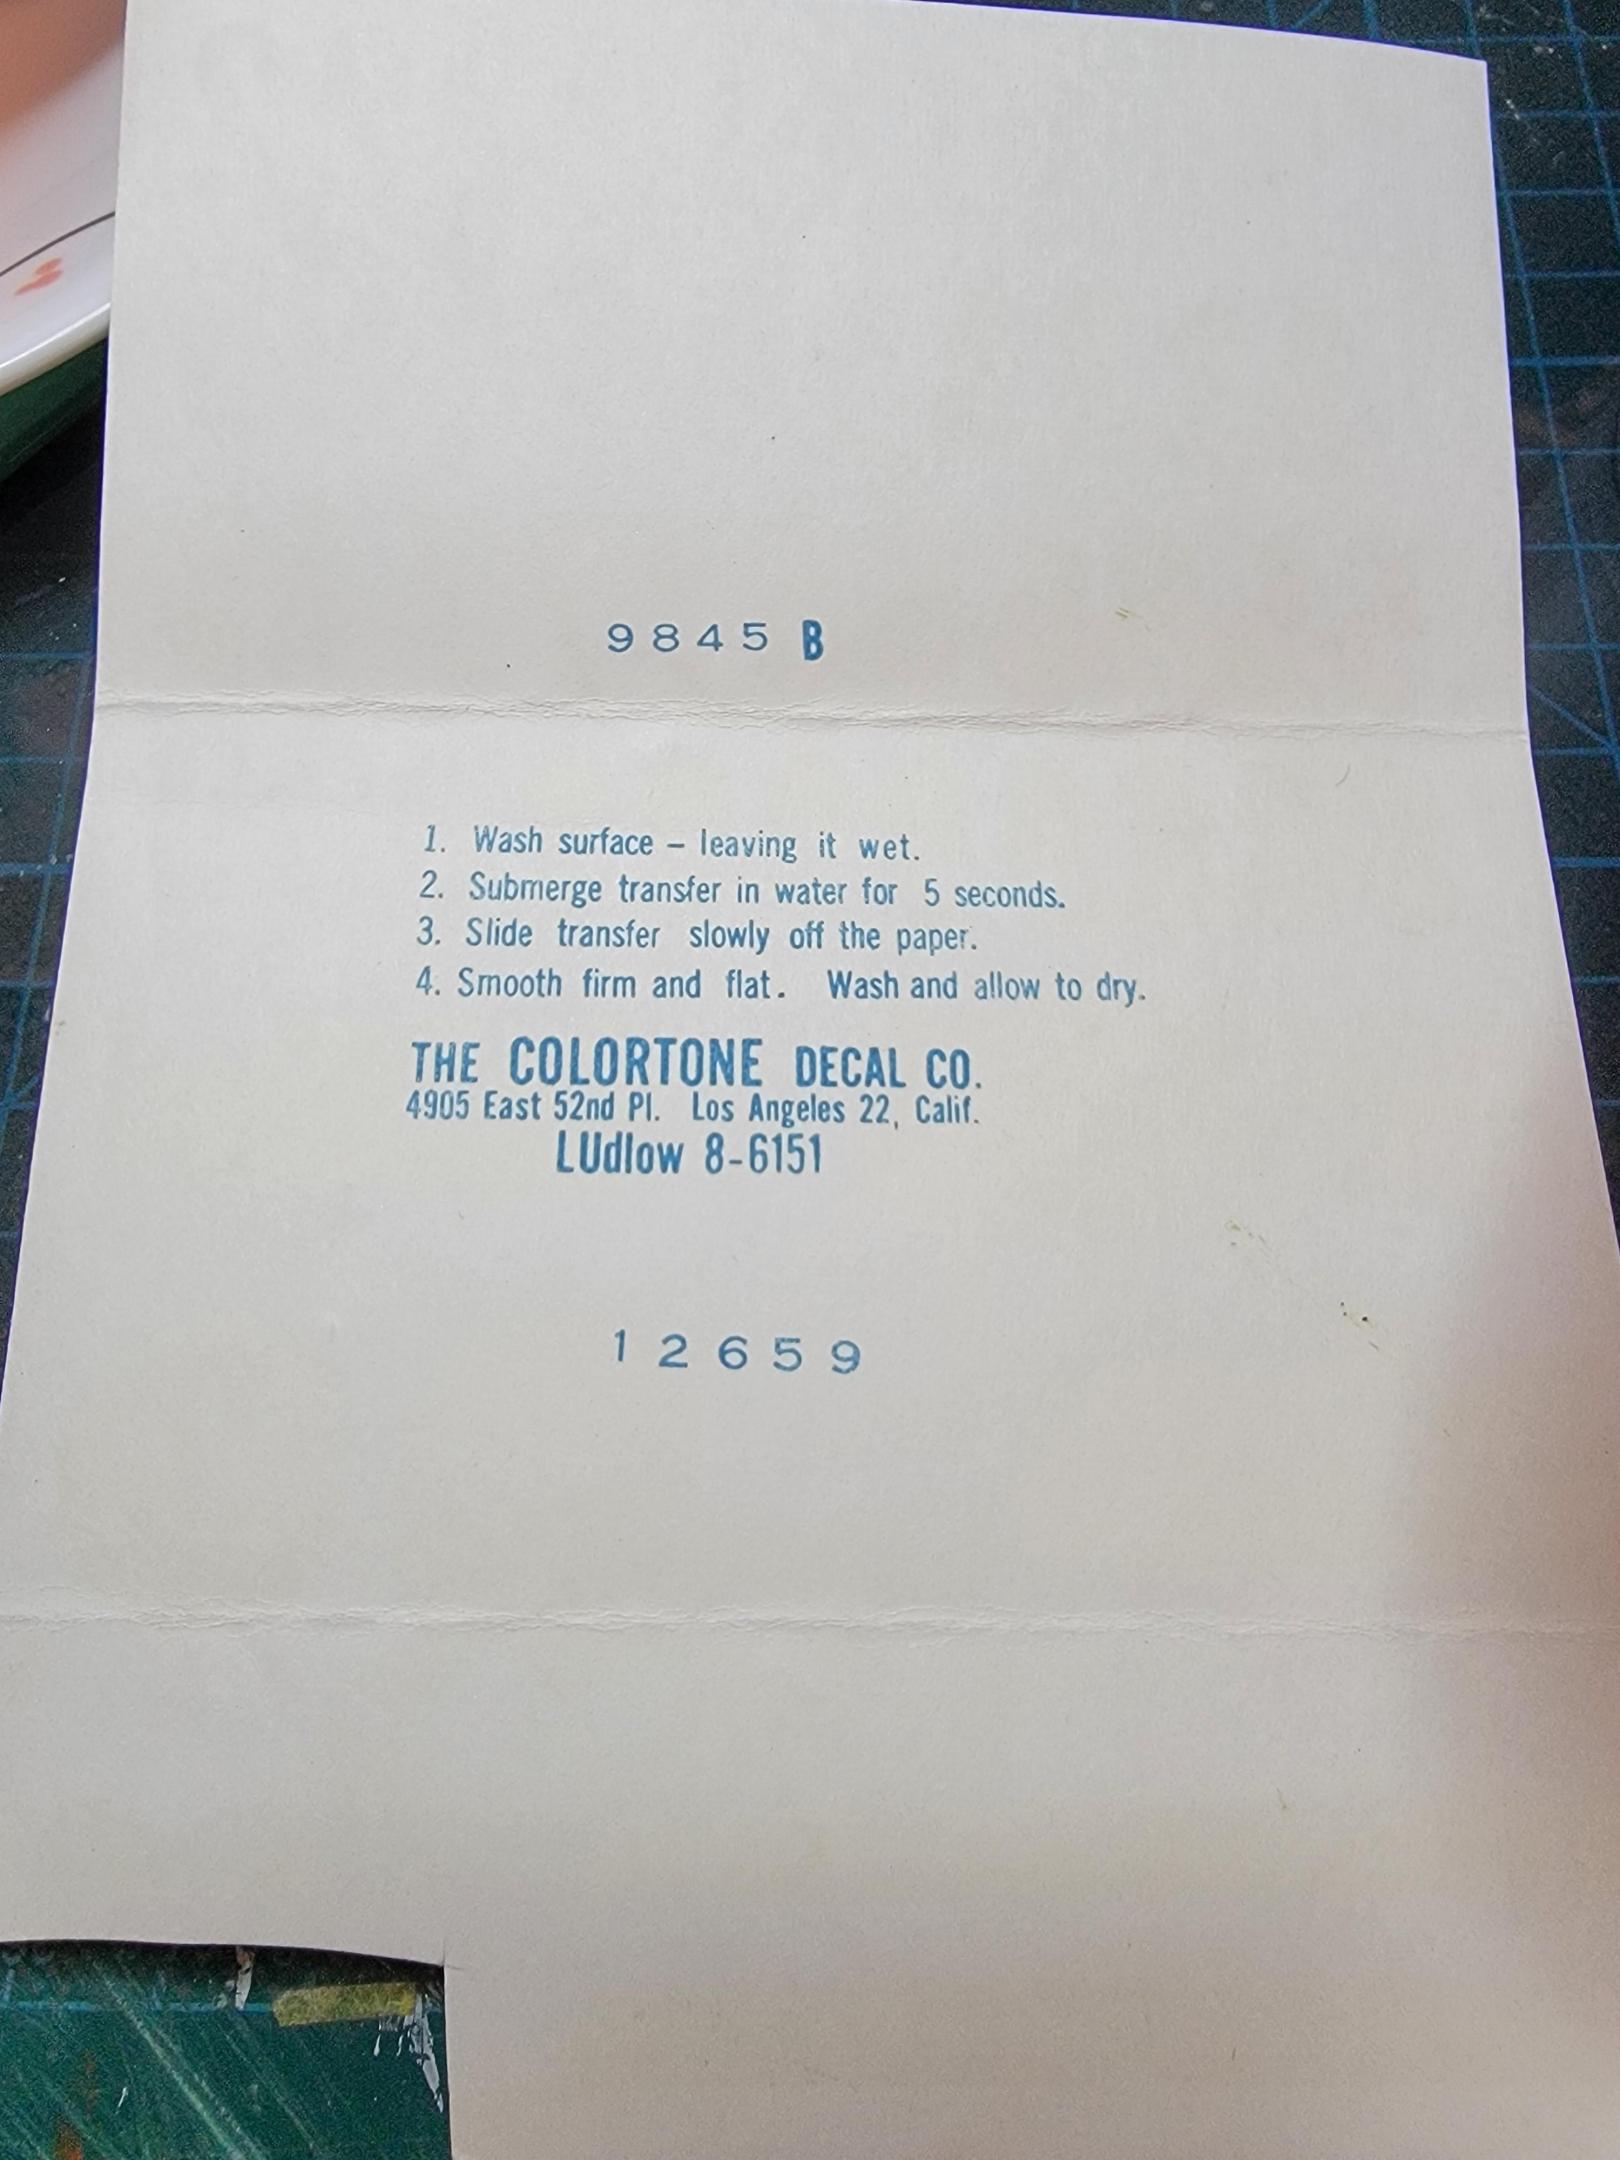 9845 B
1. Wash surface – leaving it wet.
2. Submerge transfer in water for 5 seconds.
3. Slide transfer slowly off the paper.
4. Smooth firm and flat. Wash and allow to dry.
THE COLORTONE DECAL CO.
4905 East 52nd Pl. Los Angeles 22, Calif.
LUdlow 8-6151
12659